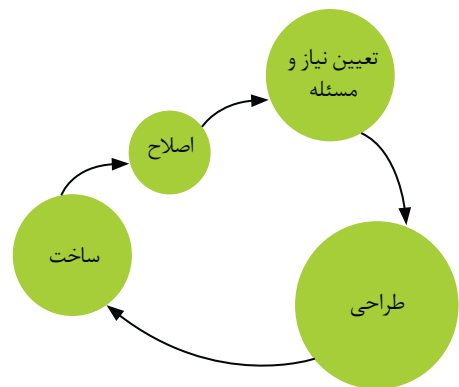 تعیین نیاز و
مسئله
اصلاح
ساخت
طراحی